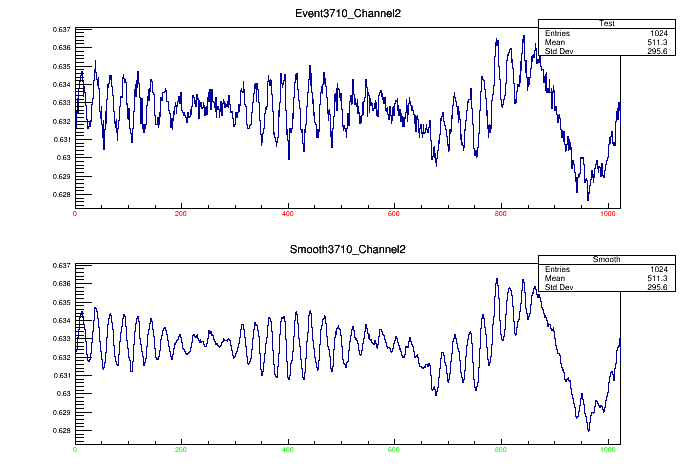 Event3710_Channel2
Test
Entries 1024
Mean 511.3
Std Dev 295.6
0.637
0.636
0.635
0.634
0.633
0.632
0.631
0.63
0.629
0.628
0 200 400 600 800 1000
Smooth3710_Channel2
Smooth
Entries 1024
Mean 511.3
Std Dev 295.6
0.637
0.636
0.635
0.634
0.633
0.632
0.631
0.63
0.629
0.628
0 200 400 600 800 1000